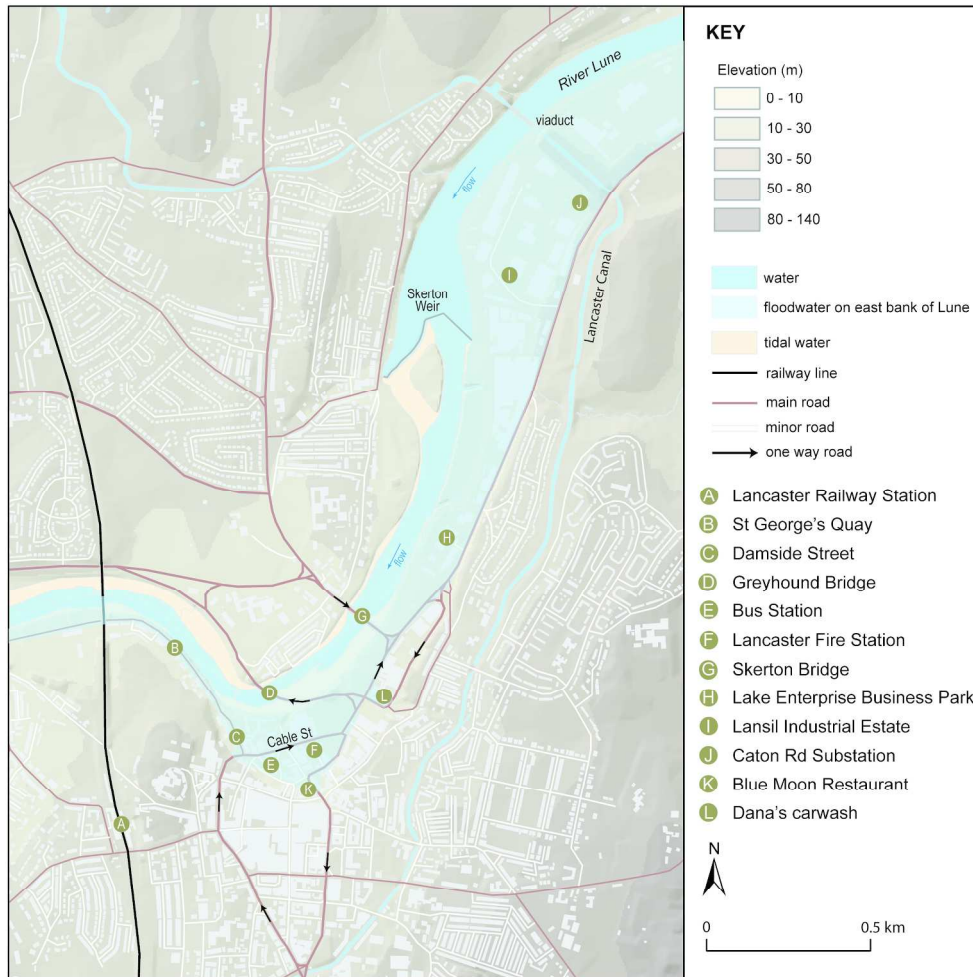 River Lune
viaduct
flow
J
I
Skerton
Weir
Lancaster Canal
H
flow
G
B
D
L
C
Cable St
F
E
K
A
KEY
Elevation (m)
0 - 10
10 - 30
30 - 50
50 - 80
80 - 140
water
floodwater on east bank of Lune
tidal water
railway line
main road
minor road
one way road
A Lancaster Railway Station
B St George's Quay
C Damside Street
D Greyhound Bridge
E Bus Station
F Lancaster Fire Station
G Skerton Bridge
H Lake Enterprise Business Park
I Lansil Industrial Estate
J Caton Rd Substation
K Blue Moon Restaurant
L Dana's carwash
N
0 0.5 km